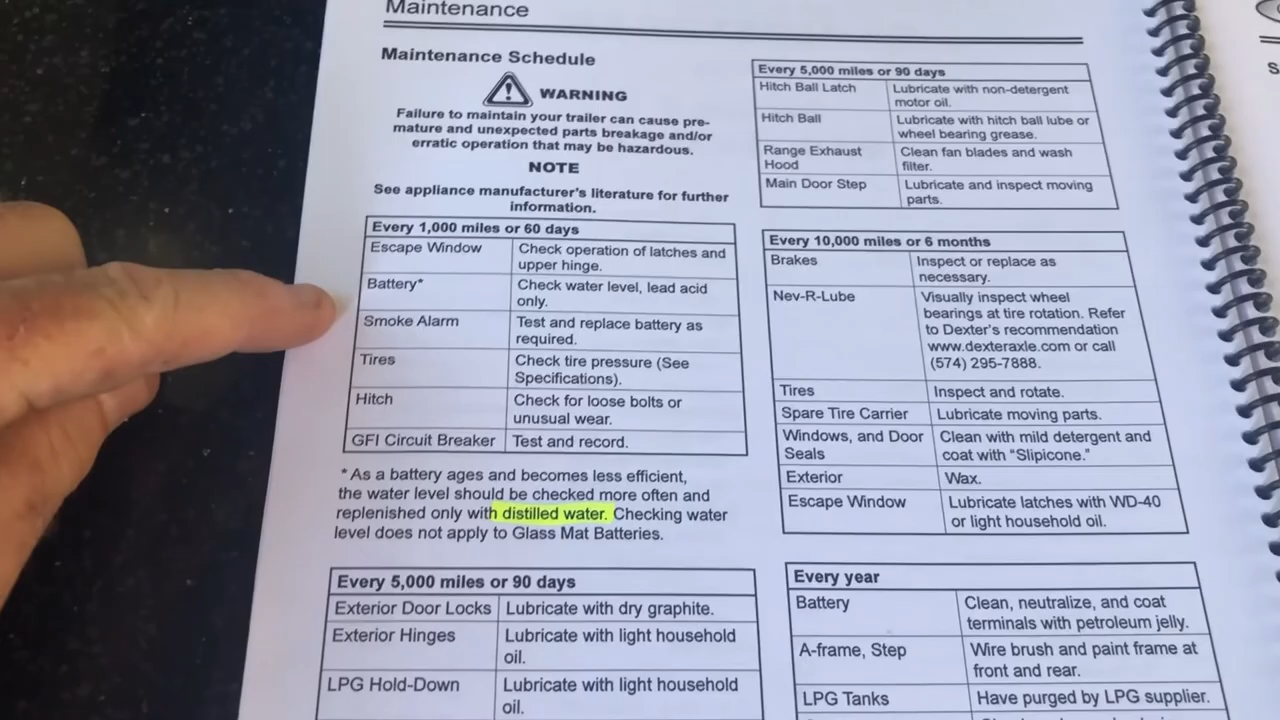 Maintenance
Maintenance Schedule
WARNING
Failure to maintain your trailer can cause pre-
mature and unexpected parts breakage and/or
erratic operation that may be hazardous.
NOTE
See appliance manufacturer's literature for further
information.
Every 1,000 miles or 60 days
Escape Window Check operation of latches and
upper hinge.
Battery* Check water level, lead acid
only.
Smoke Alarm Test and replace battery as
required.
Tires Check tire pressure (See
Specifications).
Hitch Check for loose bolts or
unusual wear.
GFI Circuit Breaker Test and record.
* As a battery ages and becomes less efficient,
the water level should be checked more often and
replenished only with distilled water. Checking water
level does not apply to Glass Mat Batteries.
Every 5,000 miles or 90 days
Exterior Door Locks Lubricate with dry graphite.
Exterior Hinges Lubricate with light household
oil.
LPG Hold-Down Lubricate with light household
oil.
Every 5,000 miles or 90 days
Hitch Ball Latch Lubricate with non-detergent
motor oil.
Hitch Ball Lubricate with hitch ball lube or
wheel bearing grease.
Range Exhaust Clean fan blades and wash
Hood filter.
Main Door Step Lubricate and inspect moving
parts.
Every 10,000 miles or 6 months
Brakes Inspect or replace as
necessary.
Nev-R-Lube Visually inspect wheel
bearings at tire rotation. Refer
to Dexter's recommendation
www.dexteraxle.com or call
(574) 295-7888.
Tires Inspect and rotate.
Spare Tire Carrier Lubricate moving parts.
Windows, and Door Clean with mild detergent and
Seals coat with "Slipicone."
Exterior Wax.
Escape Window Lubricate latches with WD-40
or light household oil.
Every year
Battery Clean, neutralize, and coat
terminals with petroleum jelly.
A-frame, Step Wire brush and paint frame at
front and rear.
LPG Tanks Have purged by LPG supplier.